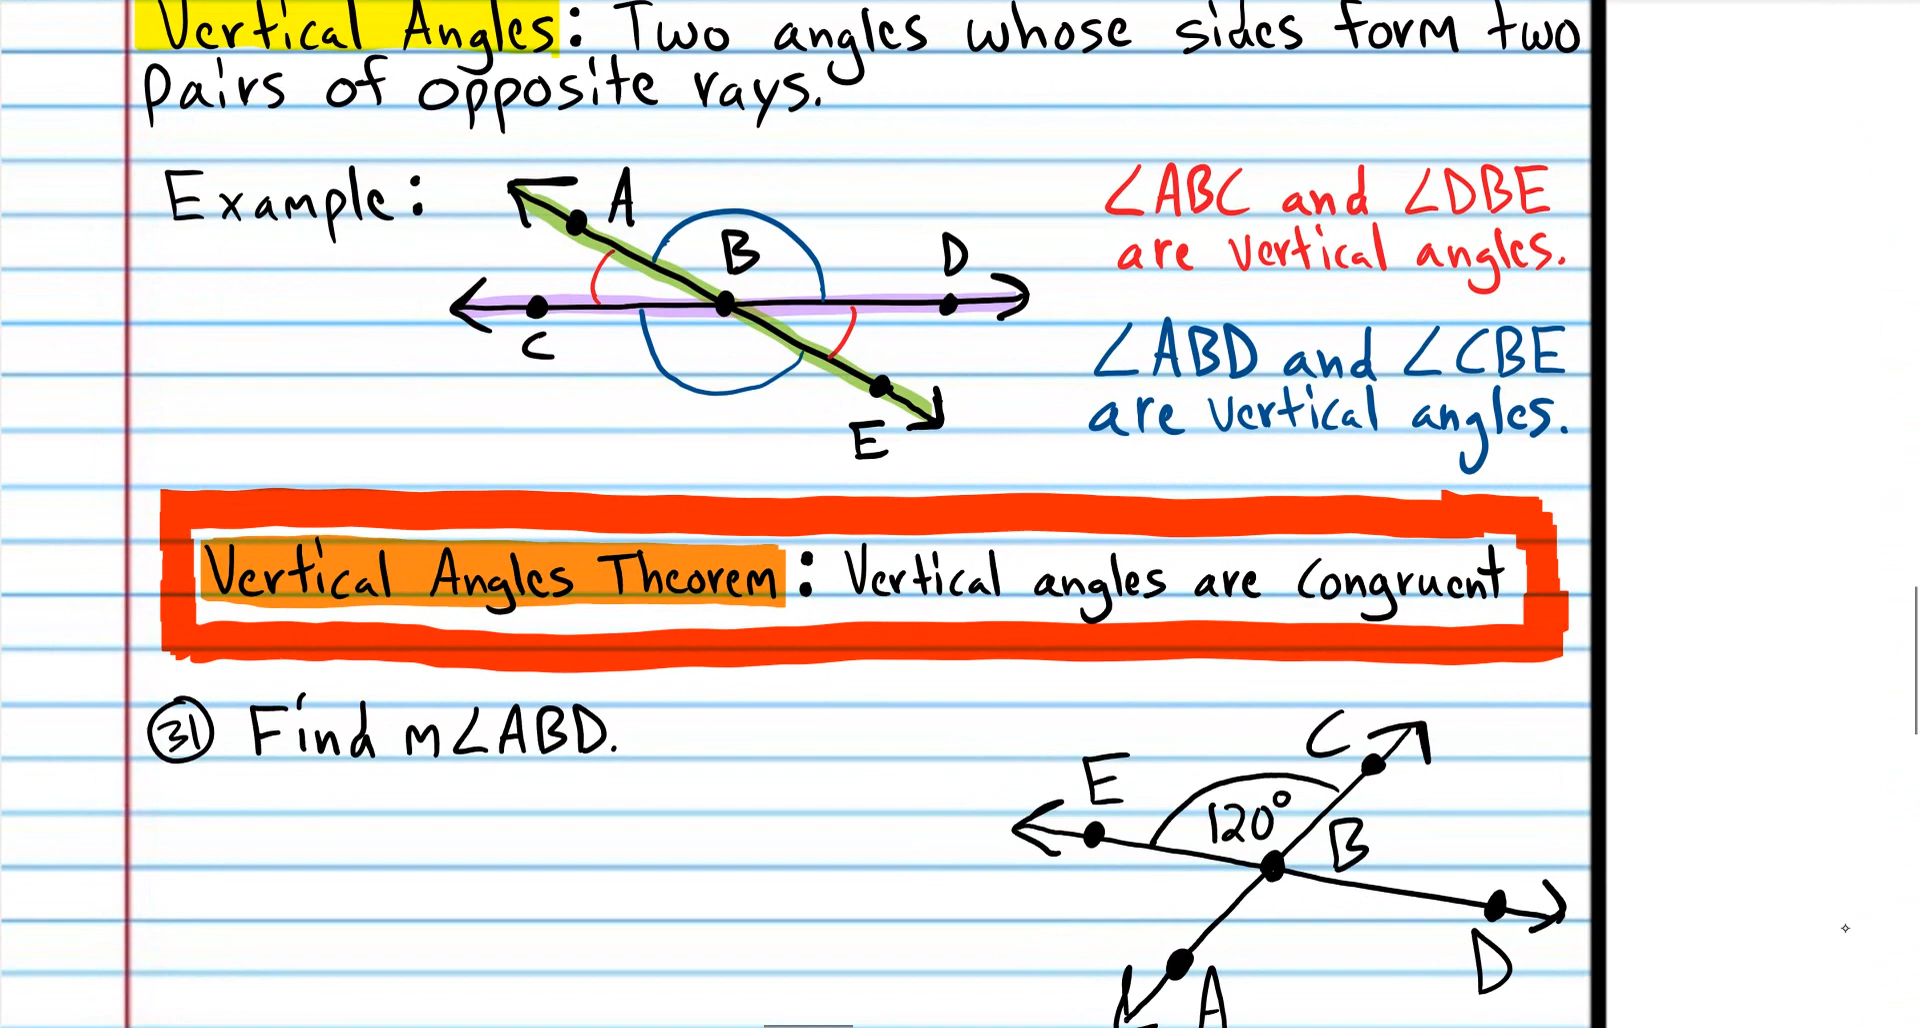 Vertical Angles: Two angles whose sides form two
pairs of opposite rays.
Example:
A
B
D
C
E
∠ABC and ∠DBE
are vertical angles.
∠ABD and ∠CBE
are vertical angles.
Vertical Angles Theorem: Vertical angles are congruent
31 Find m∠ABD.
C
E
120°
B
D
A